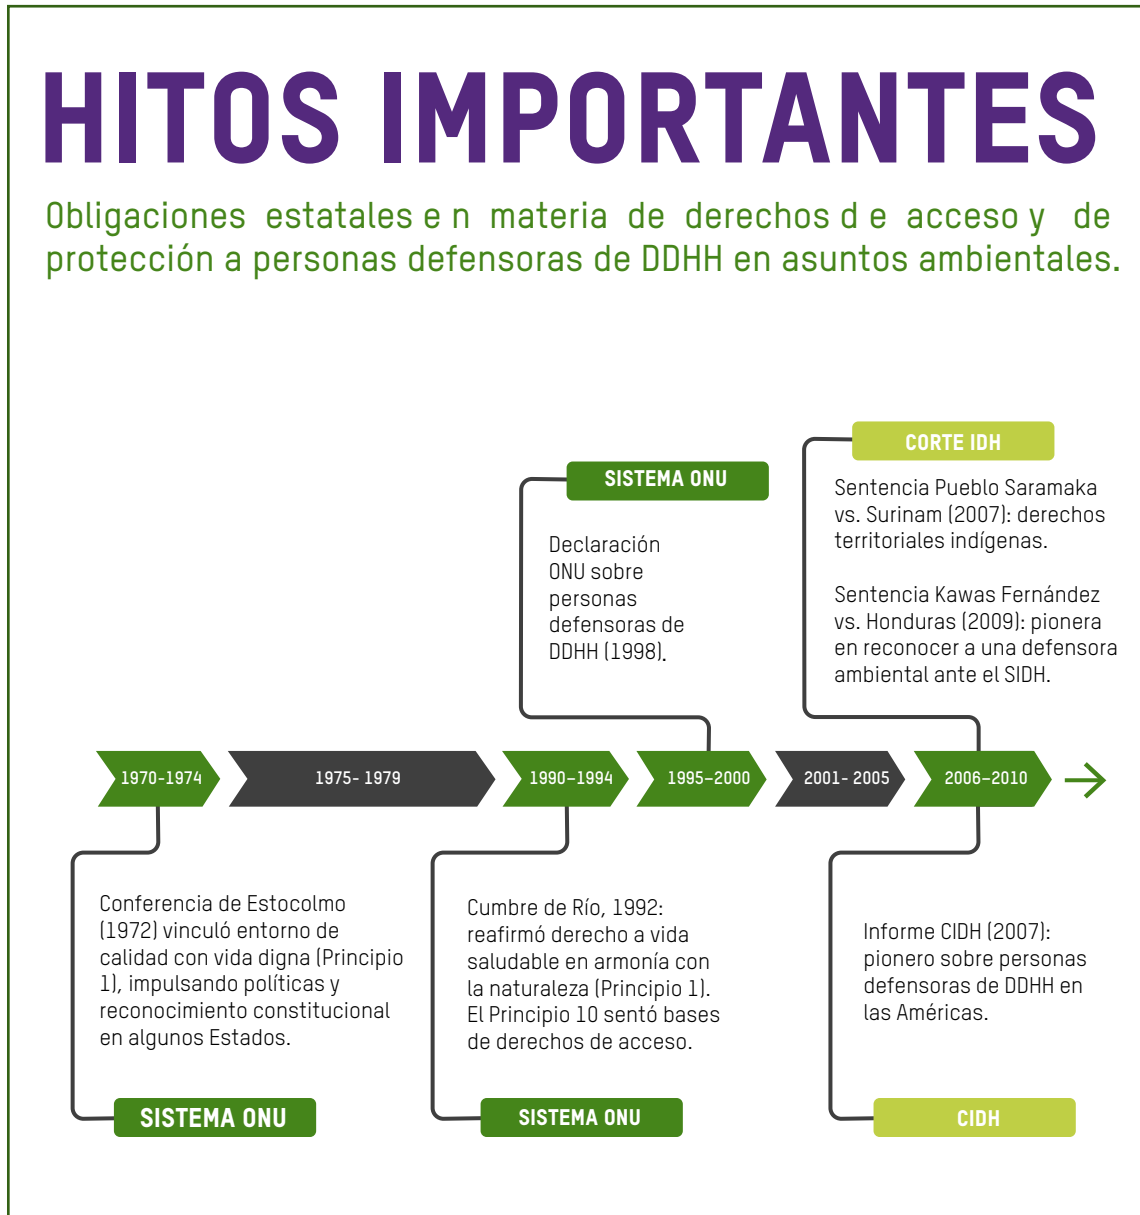 HITOS IMPORTANTES
Obligaciones estatales e n materia de derechos d e acceso y de
protección a personas defensoras de DDHH en asuntos ambientales.
CORTE IDH
Sentencia Pueblo Saramaka
vs. Surinam (2007): derechos
territoriales indígenas.
Sentencia Kawas Fernández
vs. Honduras (2009): pionera
en reconocer a una defensora
ambiental ante el SIDH.
SISTEMA ONU
Declaración
ONU sobre
personas
defensoras de
DDHH (1998).
1970-1974
1975- 1979
1990–1994
1995–2000
2001- 2005
2006–2010
Conferencia de Estocolmo
(1972) vinculó entorno de
calidad con vida digna (Principio
1), impulsando políticas y
reconocimiento constitucional
en algunos Estados.
SISTEMA ONU
Cumbre de Río, 1992:
reafirmó derecho a vida
saludable en armonía con
la naturaleza (Principio 1).
El Principio 10 sentó bases
de derechos de acceso.
SISTEMA ONU
Informe CIDH (2007):
pionero sobre personas
defensoras de DDHH en
las Américas.
CIDH